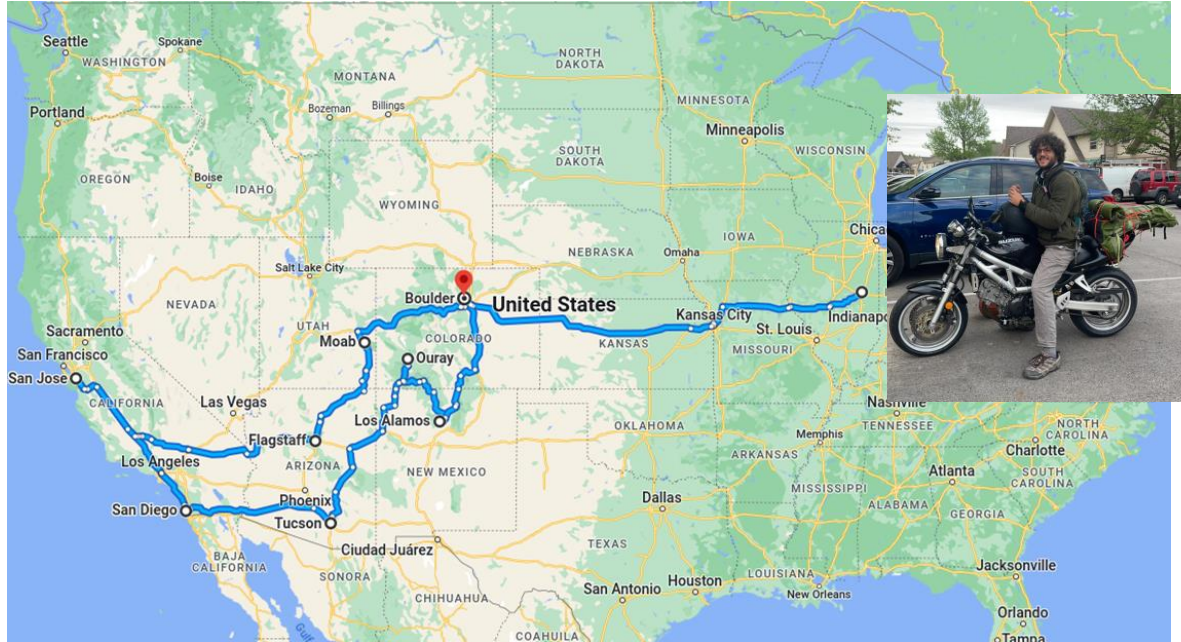 NORTH
DAKOTA
Seattle
Spokane
WASHINGTON
MONTANA
MINNESOTA
Bozeman
Billings
Portland
Minneapolis
WISCONSIN
SOUTH
DAKOTA
OREGON
Boise
IDAHO
WYOMING
IOWA
Chica
NEBRASKA
Omaha
Salt Lake City
NEVADA
Boulder
United States
UTAH
Kansas City
Indianapo
Sacramento
Moab
COLORADO
Ouray
KANSAS
St. Louis
MISSOURI
San Francisco
San Jose
CALIFORNIA
Las Vegas
Los Alamos
Nashville
TENNESSEE
NORTH
CAROLINA
OKLAHOMA
Memphis
Charlotte
Flagstaff
Los Angeles
ARIZONA
NEW MEXICO
ARKANSAS
Atlanta
SOUTH
CAROLINA
Phoenix
MISSISSIPPI
San Diego
Tucson
Dallas
ALABAMA
GEORGIA
Ciudad Juárez
BAJA
CALIFORNIA
TEXAS
SONORA
LOUISIANA
Jacksonville
San Antonio
Houston
New Orleans
CHIHUAHUA
Orlando
Gulf
COAHUILA
Tampa